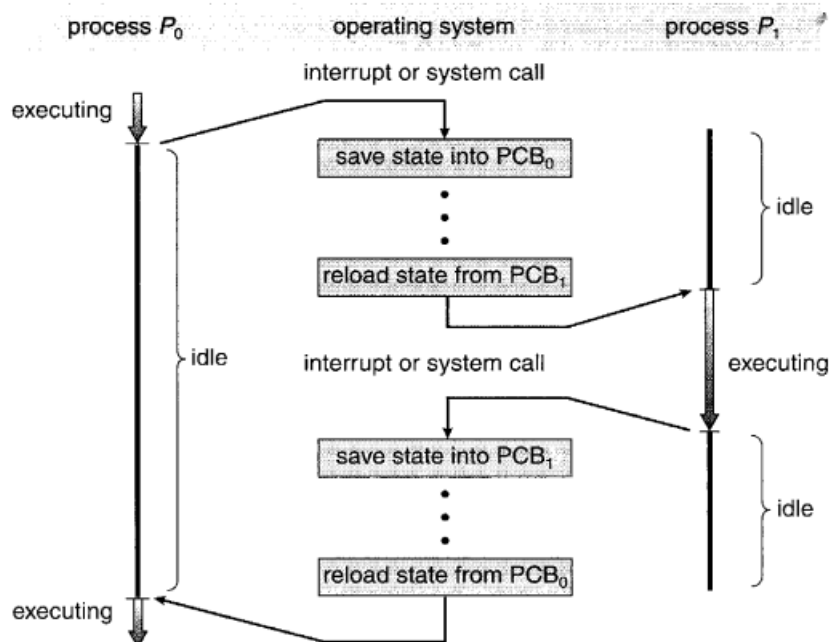 process P₀ operating system process P₁
interrupt or system call
executing
save state into PCB₀
idle
reload state from PCB₁
idle
interrupt or system call
executing
save state into PCB₁
idle
reload state from PCB₀
executing